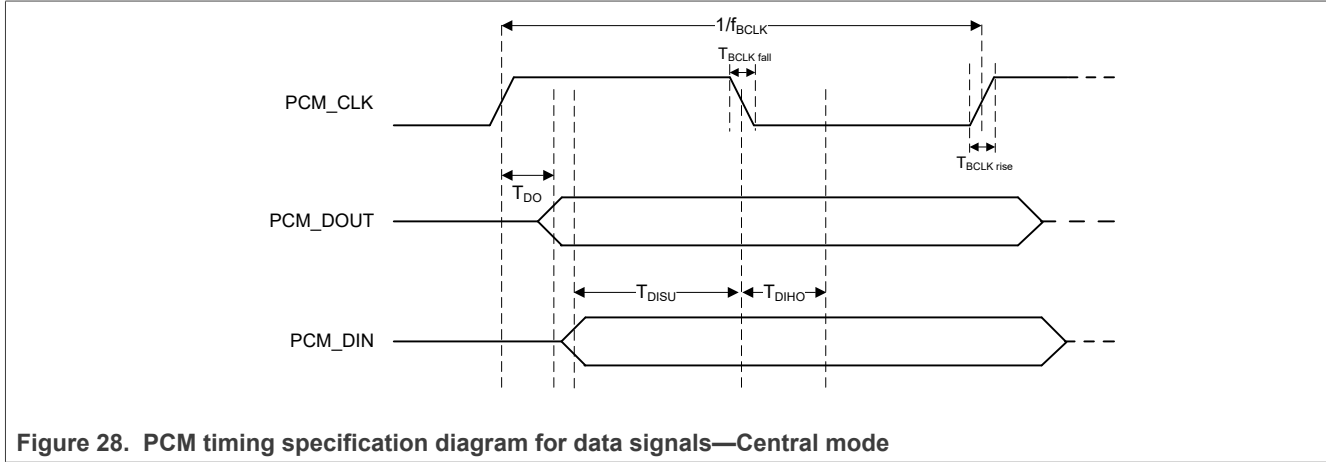 1/fBCLK
TBCLK fall
PCM_CLK
TBCLK rise
TDO
PCM_DOUT
TDISU
TDIHO
PCM_DIN
Figure 28. PCM timing specification diagram for data signals—Central mode